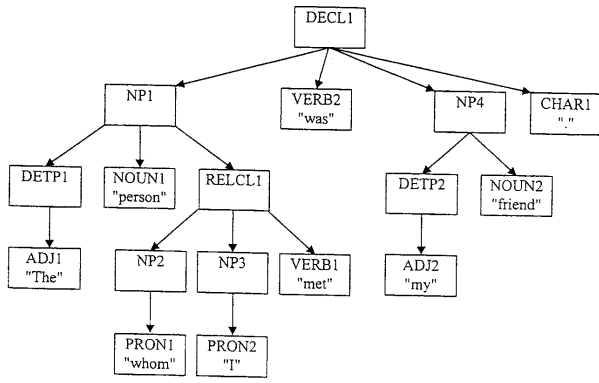 DECL1
NP1
VERB2
"was"
NP4
CHAR1
"."
DETP1
NOUN1
"person"
RELCL1
DETP2
NOUN2
"friend"
ADJ1
"The"
NP2
NP3
VERB1
"met"
ADJ2
"my"
PRON1
"whom"
PRON2
"I"